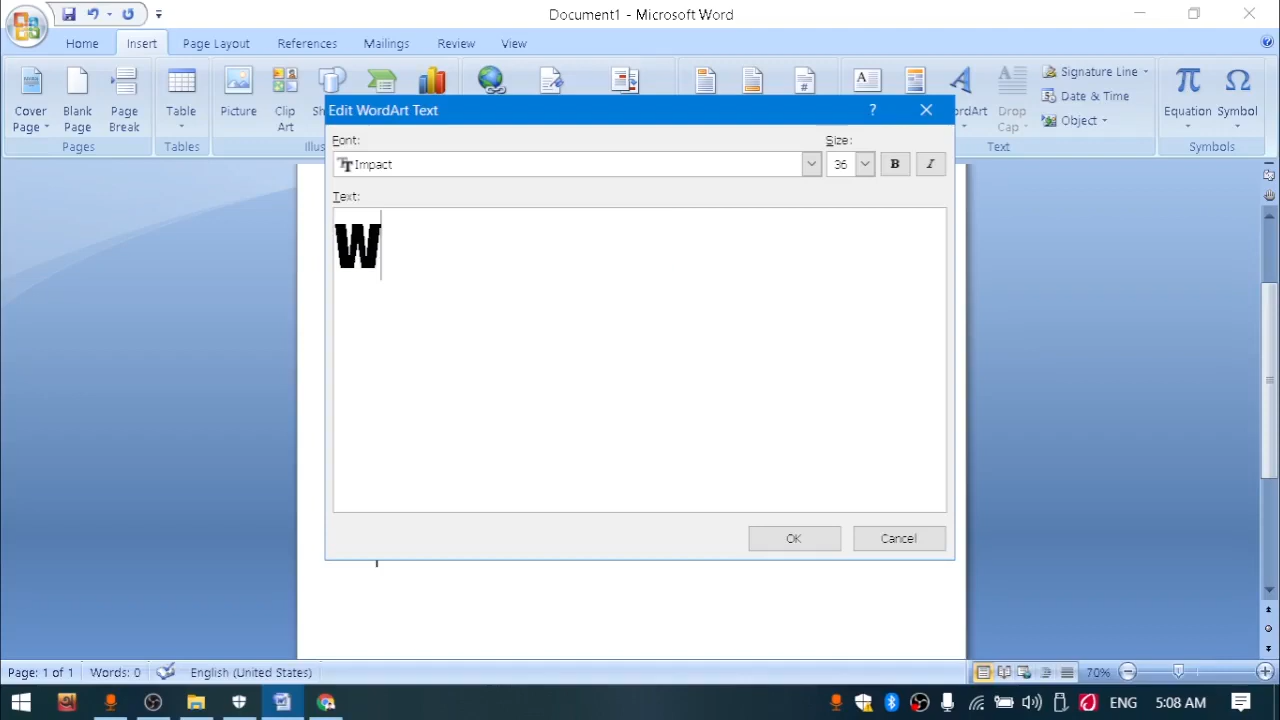 Document1 - Microsoft Word
Home Insert Page Layout References Mailings Review View
Cover Page
Blank Page
Page Break
Table
Picture
Clip Art
Drop Cap
Signature Line
Date & Time
Object
Equation
Symbol
Pages
Tables
Text
Symbols
Edit WordArt Text
?
Font:
Size:
Impact
36
B
I
Text:
W
OK
Cancel
Page: 1 of 1
Words: 0
English (United States)
70%
ENG
5:08 AM